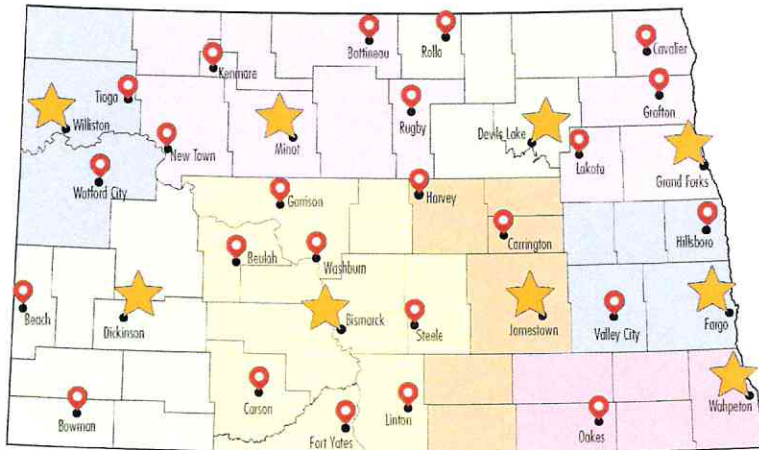 Bottineau
Rolla
Cavalier
Kenmare
Tioga
Grafton
Williston
Rugby
Devils Lake
Minot
New Town
Lakota
Grand Forks
Watford City
Garrison
Harvey
Hillsboro
Carrington
Beulah
Washburn
Beach
Dickinson
Bismarck
Steele
Jamestown
Valley City
Fargo
Carson
Linton
Wahpeton
Bowman
Fort Yates
Oakes